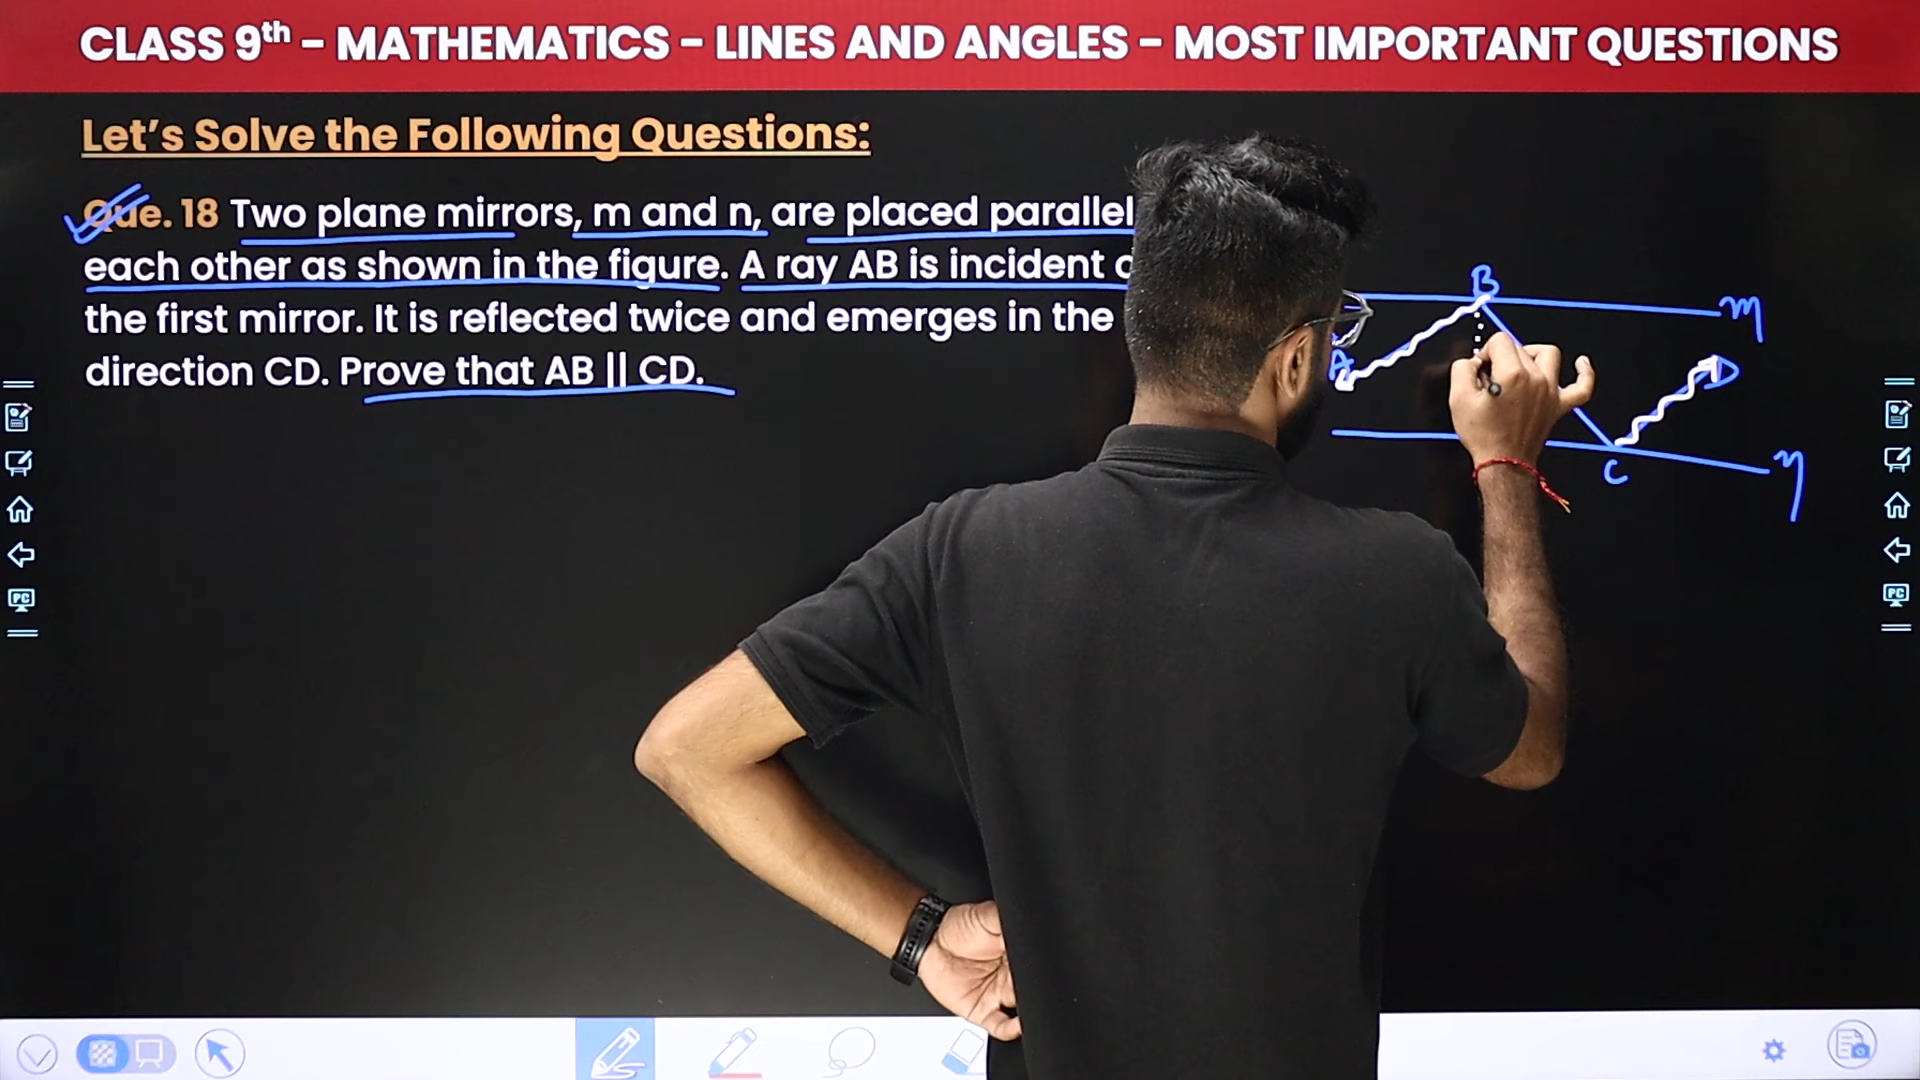 CLASS 9th – MATHEMATICS – LINES AND ANGLES – MOST IMPORTANT QUESTIONS
Let's Solve the Following Questions:
Que. 18 Two plane mirrors, m and n, are placed parallel
each other as shown in the figure. A ray AB is incident
the first mirror. It is reflected twice and emerges in the
direction CD. Prove that AB || CD.
B
m
A
D
C
n
PC
PC